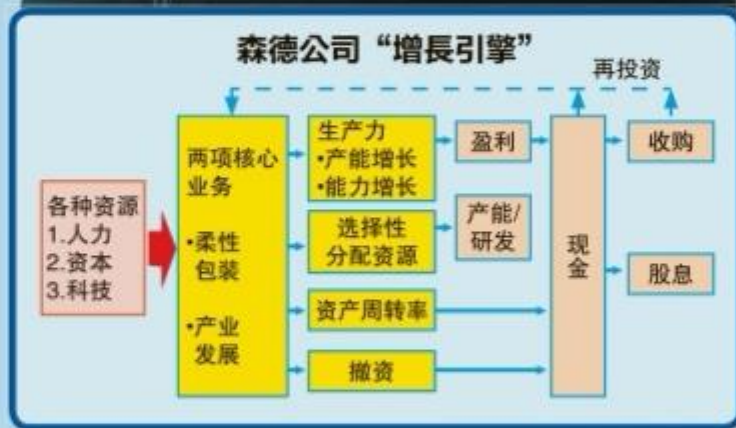 森德公司“增長引擎”
再投资
各种资源
1.人力
2.资本
3.科技
两项核心
业务
•柔性
包装
•产业
发展
生产力
•产能增长
•能力增长
选择性
分配资源
资产周转率
撤资
盈利
产能/
研发
现
金
收购
股息